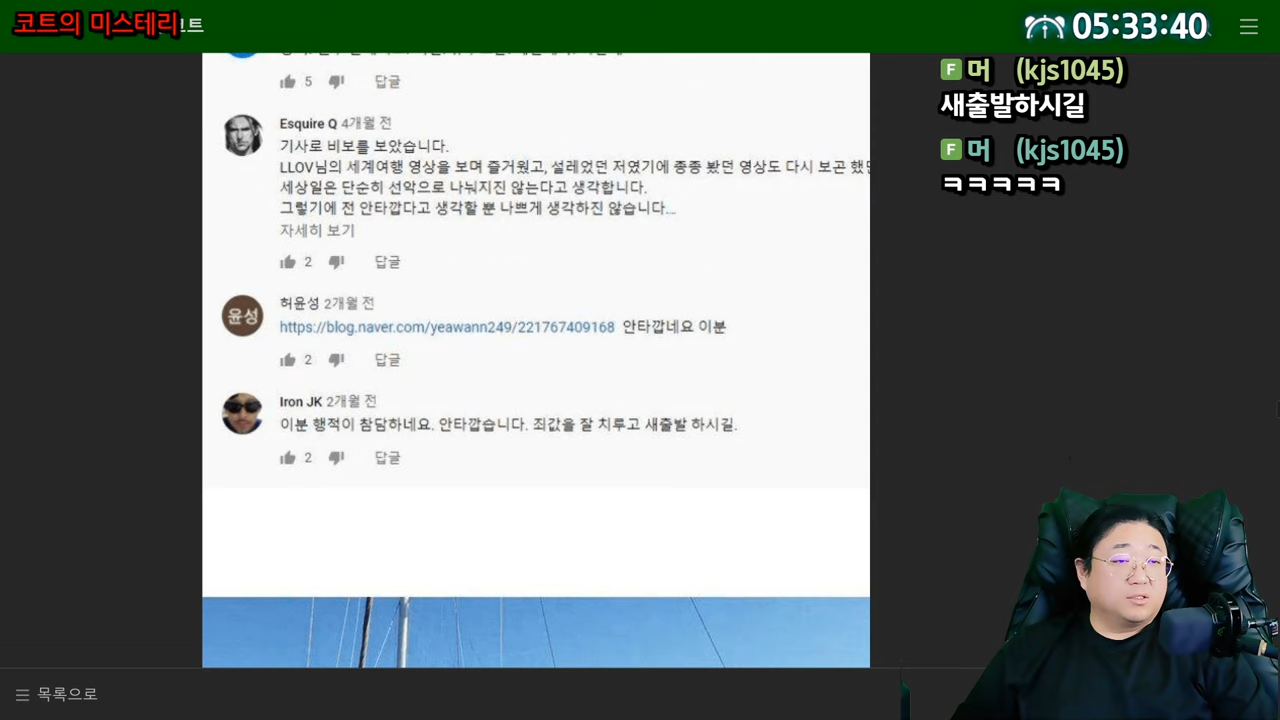 코트의 미스테리
코트
05:33:40
5
답글
F 머 (kjs1045)
새출발하시길
F 머 (kjs1045)
ㅋㅋㅋㅋㅋ
Esquire Q 4개월 전
기사로 비보를 보았습니다.
LLOV님의 세계여행 영상을 보며 즐거웠고, 설레었던 저였기에 종종 봤던 영상도 다시 보곤 했던
세상일은 단순히 선악으로 나눠지진 않는다고 생각합니다.
그렇기에 전 안타깝다고 생각할 뿐 나쁘게 생각하진 않습니다...
자세히 보기
2
답글
윤성
허윤성 2개월 전
https://blog.naver.com/yeawann249/221767409168 안타깝네요 이분
2
답글
Iron JK 2개월 전
이분 행적이 참담하네요. 안타깝습니다. 죄값을 잘 치루고 새출발 하시길.
2
답글
목록으로